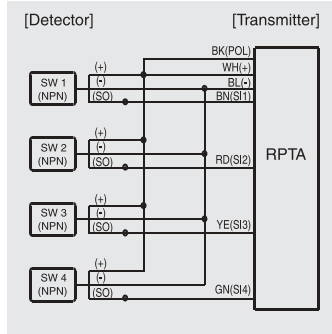 [Detector] [Transmitter]
BK(POL)
(+) WH(+)
SW 1 (-) BL(-)
(NPN) (SO) BN(SI1)
(+)
SW 2 (-)
(NPN) (SO) RD(SI2) RPTA
(+)
SW 3 (-)
(NPN) (SO) YE(SI3)
(+)
SW 4 (-)
(NPN) (SO) GN(SI4)